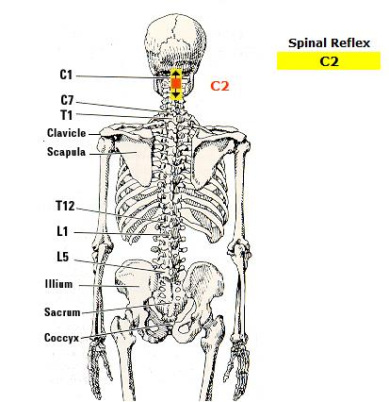 Spinal Reflex
C2
C1
C2
C7
T1
Clavicle
Scapula
T12
L1
L5
Illium
Sacrum
Coccyx